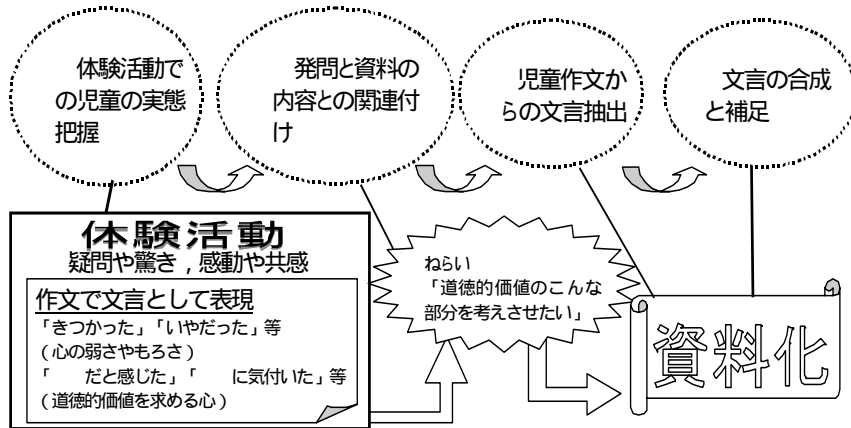 体験活動で
の児童の実態
把握
発問と資料の
内容との関連付
け
児童作文か
らの文言抽出
文言の合成
と補足
体験活動
疑問や驚き，感動や共感
作文で文言として表現
「きつかった」「いやだった」等
(心の弱さやもろさ)
「　　だと感じた」「　　に気付いた」等
(道徳的価値を求める心)
ねらい
「道徳的価値のこんな
部分を考えさせたい」
資料化